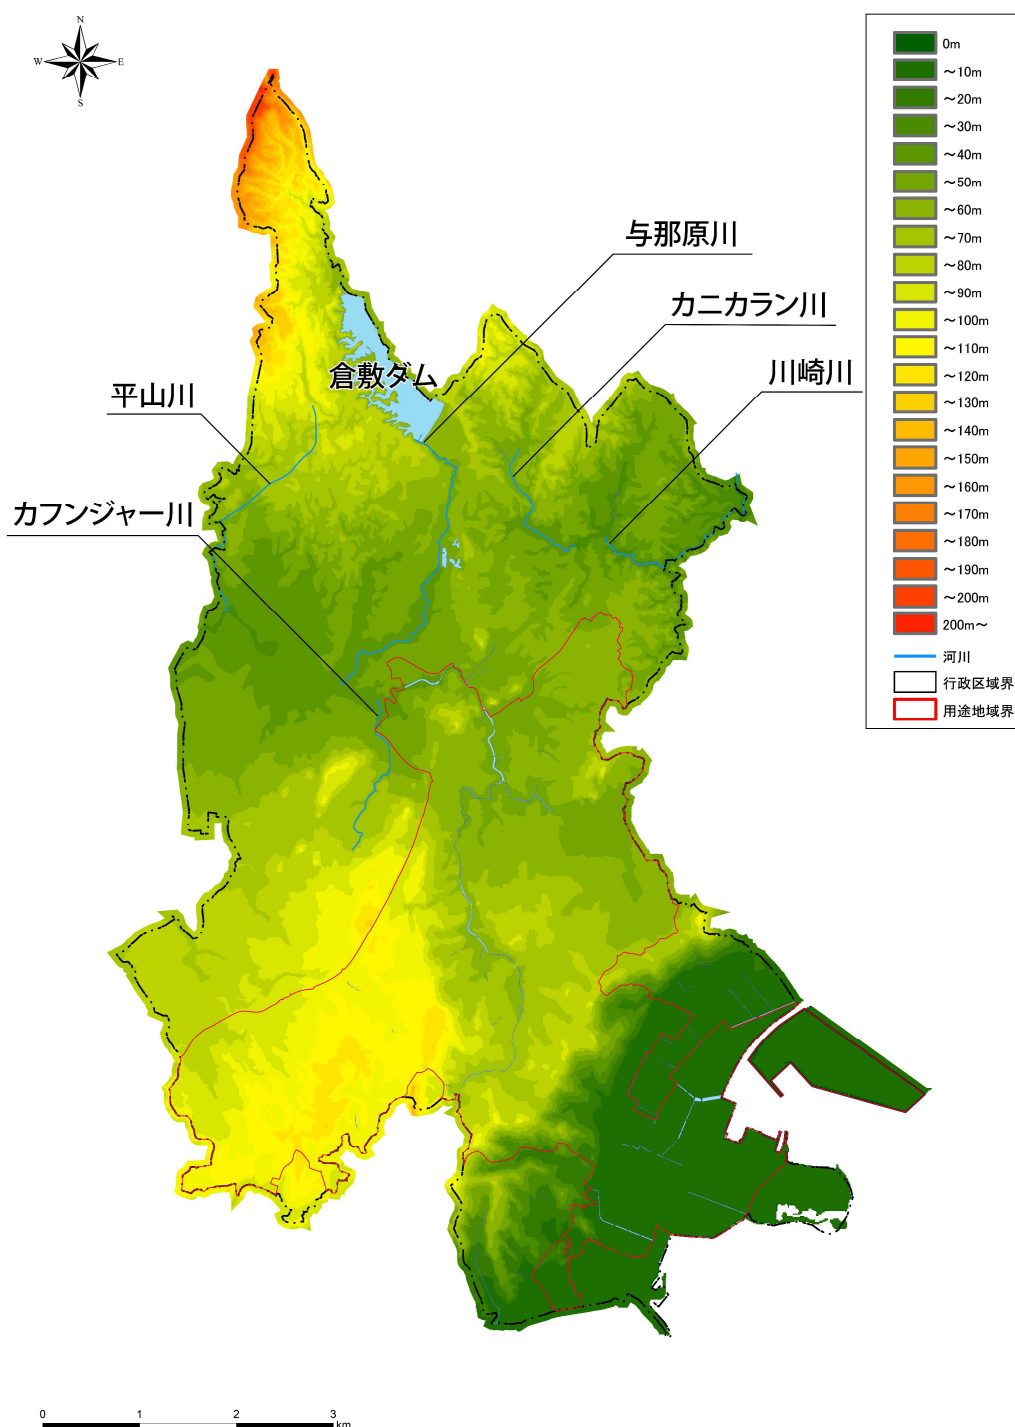 N
W
E
S
0m
～10m
～20m
～30m
～40m
～50m
～60m
～70m
～80m
～90m
～100m
～110m
～120m
～130m
～140m
～150m
～160m
～170m
～180m
～190m
～200m
200m～
河川
行政区域界
用途地域界
与那原川
カニカラン川
川崎川
倉敷ダム
平山川
カフンジャー川
0 1 2 3
km